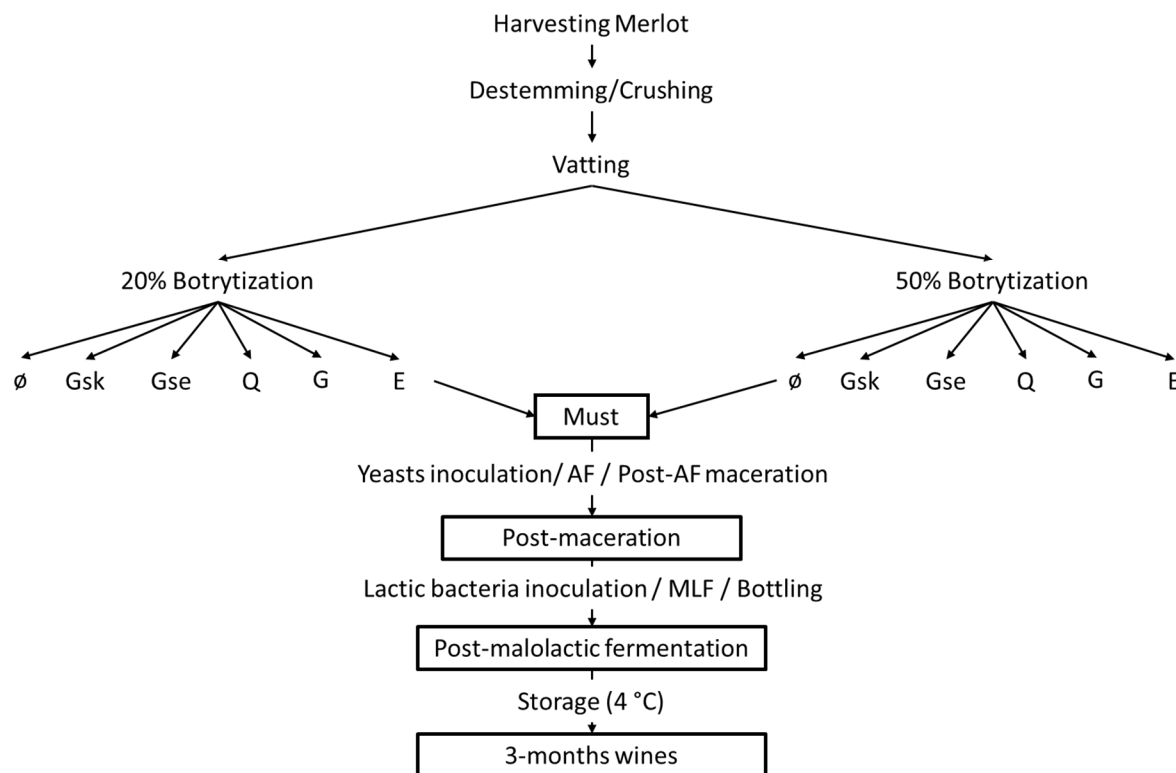 Harvesting Merlot
Destemming/Crushing
Vatting
20% Botrytization
50% Botrytization
ø Gsk Gse Q G E
ø Gsk Gse Q G E
Must
Yeasts inoculation/ AF / Post-AF maceration
Post-maceration
Lactic bacteria inoculation / MLF / Bottling
Post-malolactic fermentation
Storage (4 °C)
3-months wines